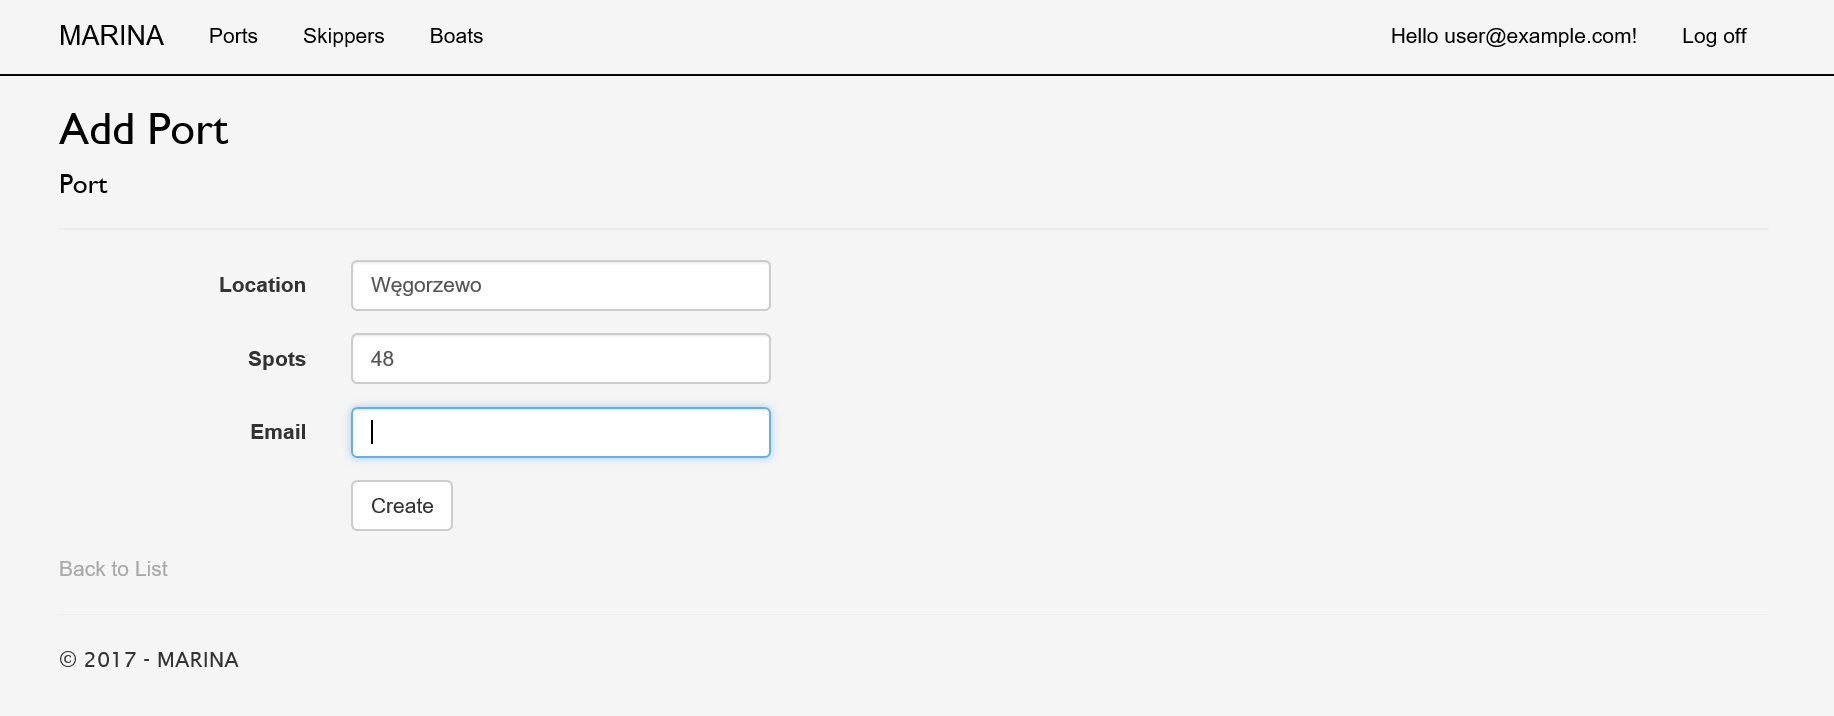 MARINA Ports Skippers Boats Hello user@example.com! Log off
Add Port
Port
Location Węgorzewo
Spots 48
Email
Create
Back to List
© 2017 - MARINA